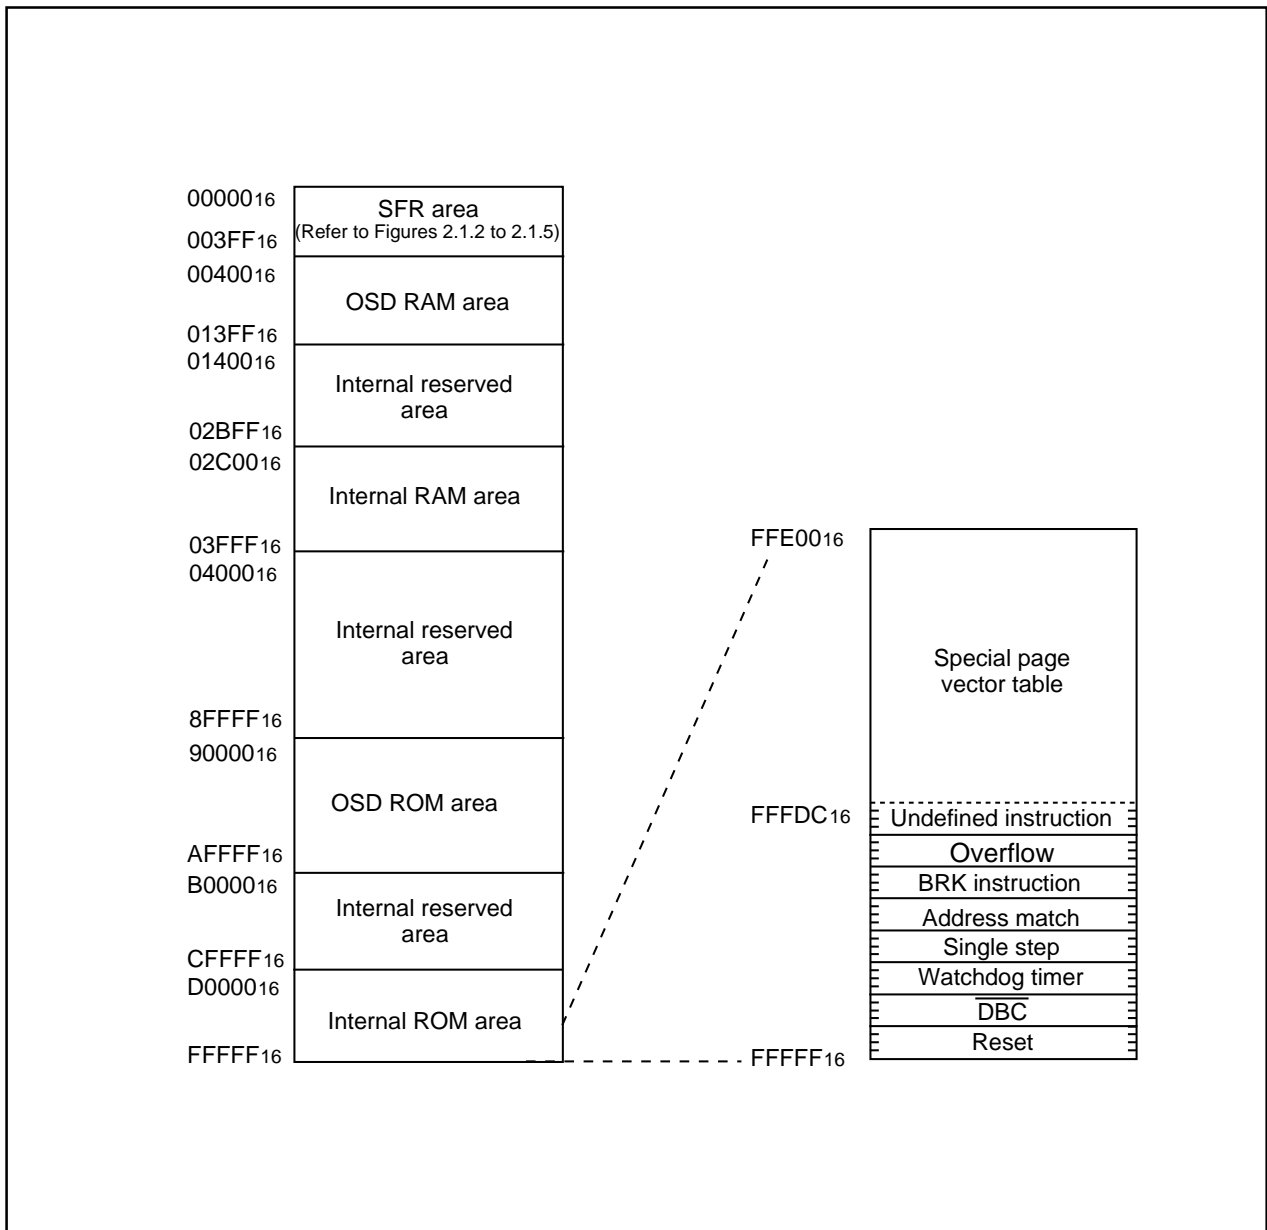 0000016
SFR area
(Refer to Figures 2.1.2 to 2.1.5)
003FF16
0040016
OSD RAM area
013FF16
0140016
Internal reserved
area
02BFF16
02C0016
Internal RAM area
03FFF16
0400016
Internal reserved
area
8FFFF16
9000016
OSD ROM area
AFFFF16
B000016
Internal reserved
area
CFFFF16
D000016
Internal ROM area
FFFFF16
FFE0016
Special page
vector table
FFFDC16
Undefined instruction
Overflow
BRK instruction
Address match
Single step
Watchdog timer
DBC
Reset
FFFFF16